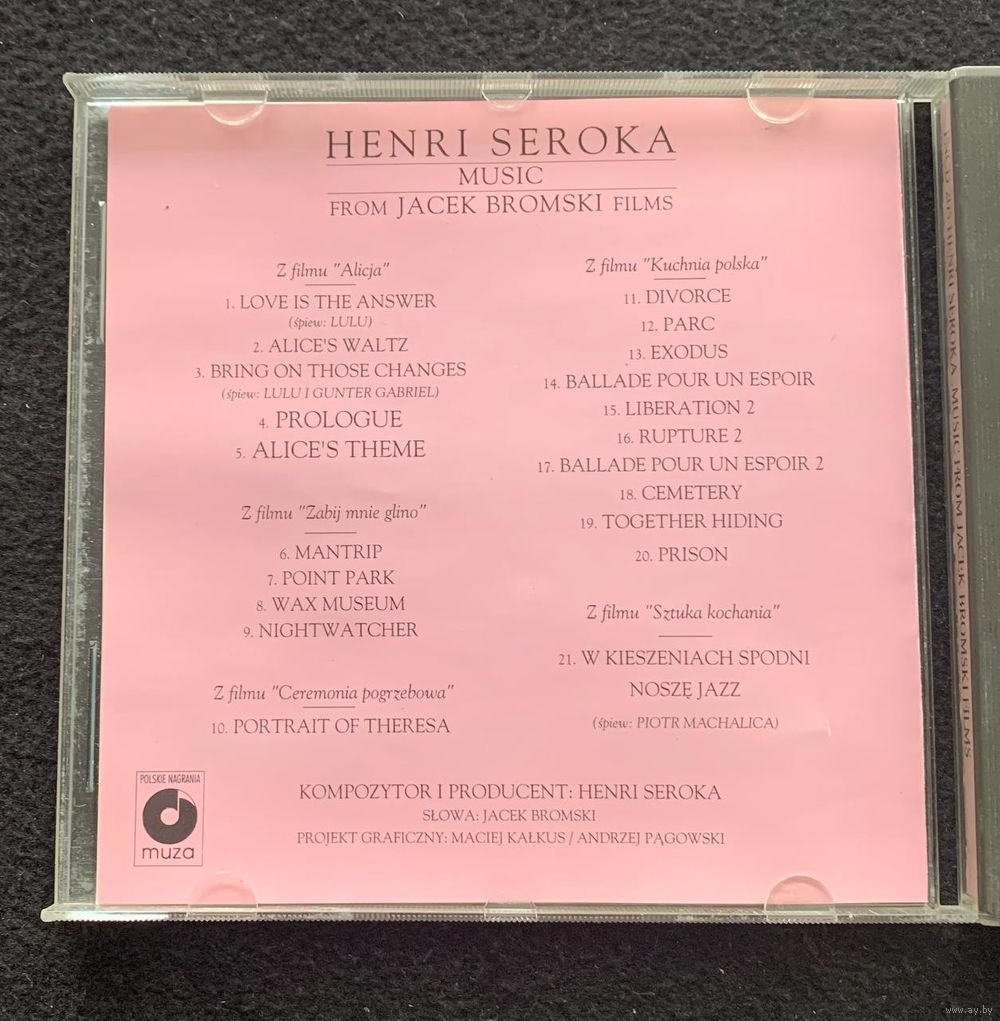 HENRI SEROKA
MUSIC
FROM JACEK BROMSKI FILMS
Z filmu "Alicja"
1. LOVE IS THE ANSWER
(śpiew: LULU)
2. ALICE'S WALTZ
3. BRING ON THOSE CHANGES
(śpiew: LULU I GUNTER GABRIEL)
4. PROLOGUE
5. ALICE'S THEME
Z filmu "Zabij mnie glino"
6. MANTRIP
7. POINT PARK
8. WAX MUSEUM
9. NIGHTWATCHER
Z filmu "Ceremonia pogrzebowa"
10. PORTRAIT OF THERESA
Z filmu "Kuchnia polska"
11. DIVORCE
12. PARC
13. EXODUS
14. BALLADE POUR UN ESPOIR
15. LIBERATION 2
16. RUPTURE 2
17. BALLADE POUR UN ESPOIR 2
18. CEMETERY
19. TOGETHER HIDING
20. PRISON
Z filmu "Sztuka kochania"
21. W KIESZENIACH SPODNI
NOSZĘ JAZZ
(śpiew: PIOTR MACHALICA)
POLSKIE NAGRANIA
muza
KOMPOZYTOR I PRODUCENT: HENRI SEROKA
SŁOWA: JACEK BROMSKI
PROJEKT GRAFICZNY: MACIEJ KAŁKUS / ANDRZEJ PĄGOWSKI
HENRI SEROKA MUSIC FROM JACEK BROMSKI FILMS
www.ay.by